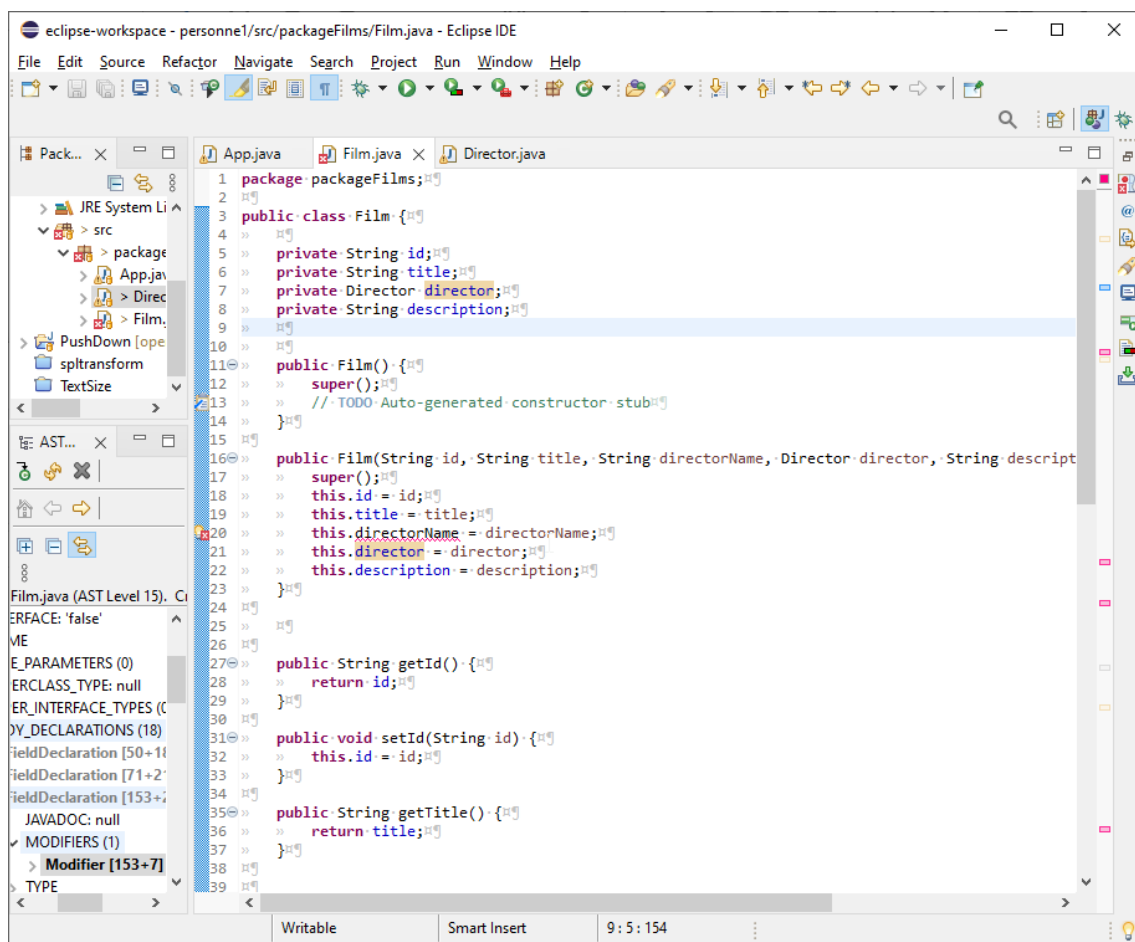 eclipse-workspace - personne1/src/packageFilms/Film.java - Eclipse IDE
File Edit Source Refactor Navigate Search Project Run Window Help
Pack...
App.java
Film.java
Director.java
JRE System Li
> src
> package
App.jav
> Direc
> Film.
PushDown [ope
spltransform
TextSize
AST...
Film.java (AST Level 15). Cr
ERFACE: 'false'
ME
E_PARAMETERS (0)
ERCLASS_TYPE: null
ER_INTERFACE_TYPES (0
DY_DECLARATIONS (18)
FieldDeclaration [50+18
FieldDeclaration [71+21
FieldDeclaration [153+2
JAVADOC: null
MODIFIERS (1)
Modifier [153+7]
TYPE
1 package packageFilms;
2
3 public class Film {
4
5 private String id;
6 private String title;
7 private Director director;
8 private String description;
9
10
11 public Film() {
12 super();
13 // TODO Auto-generated constructor stub
14 }
15
16 public Film(String id, String title, String directorName, Director director, String descript
17 super();
18 this.id = id;
19 this.title = title;
20 this.directorName = directorName;
21 this.director = director;
22 this.description = description;
23 }
24
25
26
27 public String getId() {
28 return id;
29 }
30
31 public void setId(String id) {
32 this.id = id;
33 }
34
35 public String getTitle() {
36 return title;
37 }
38
39
Writable
Smart Insert
9 : 5 : 154